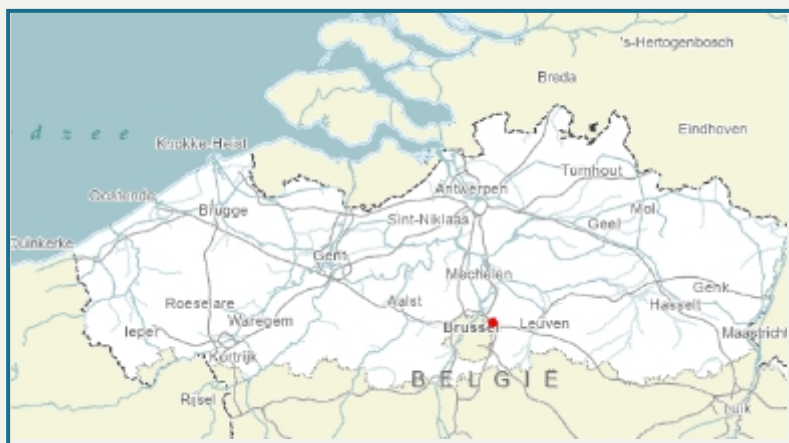 's-Hertogenbosch
Breda
dzee
Eindhoven
Knokke-Heist
Turnhout
Antwerpen
Oostende
Mol
Brugge
Sint-Niklaas
Geel
Duinkerke
Gent
Mechelen
Genk
Roeselare
Aalst
Hasselt
Waregem
Brussel
Leuven
Ieper
Maastricht
Kortrijk
BELGIË
Rijsel
Luik